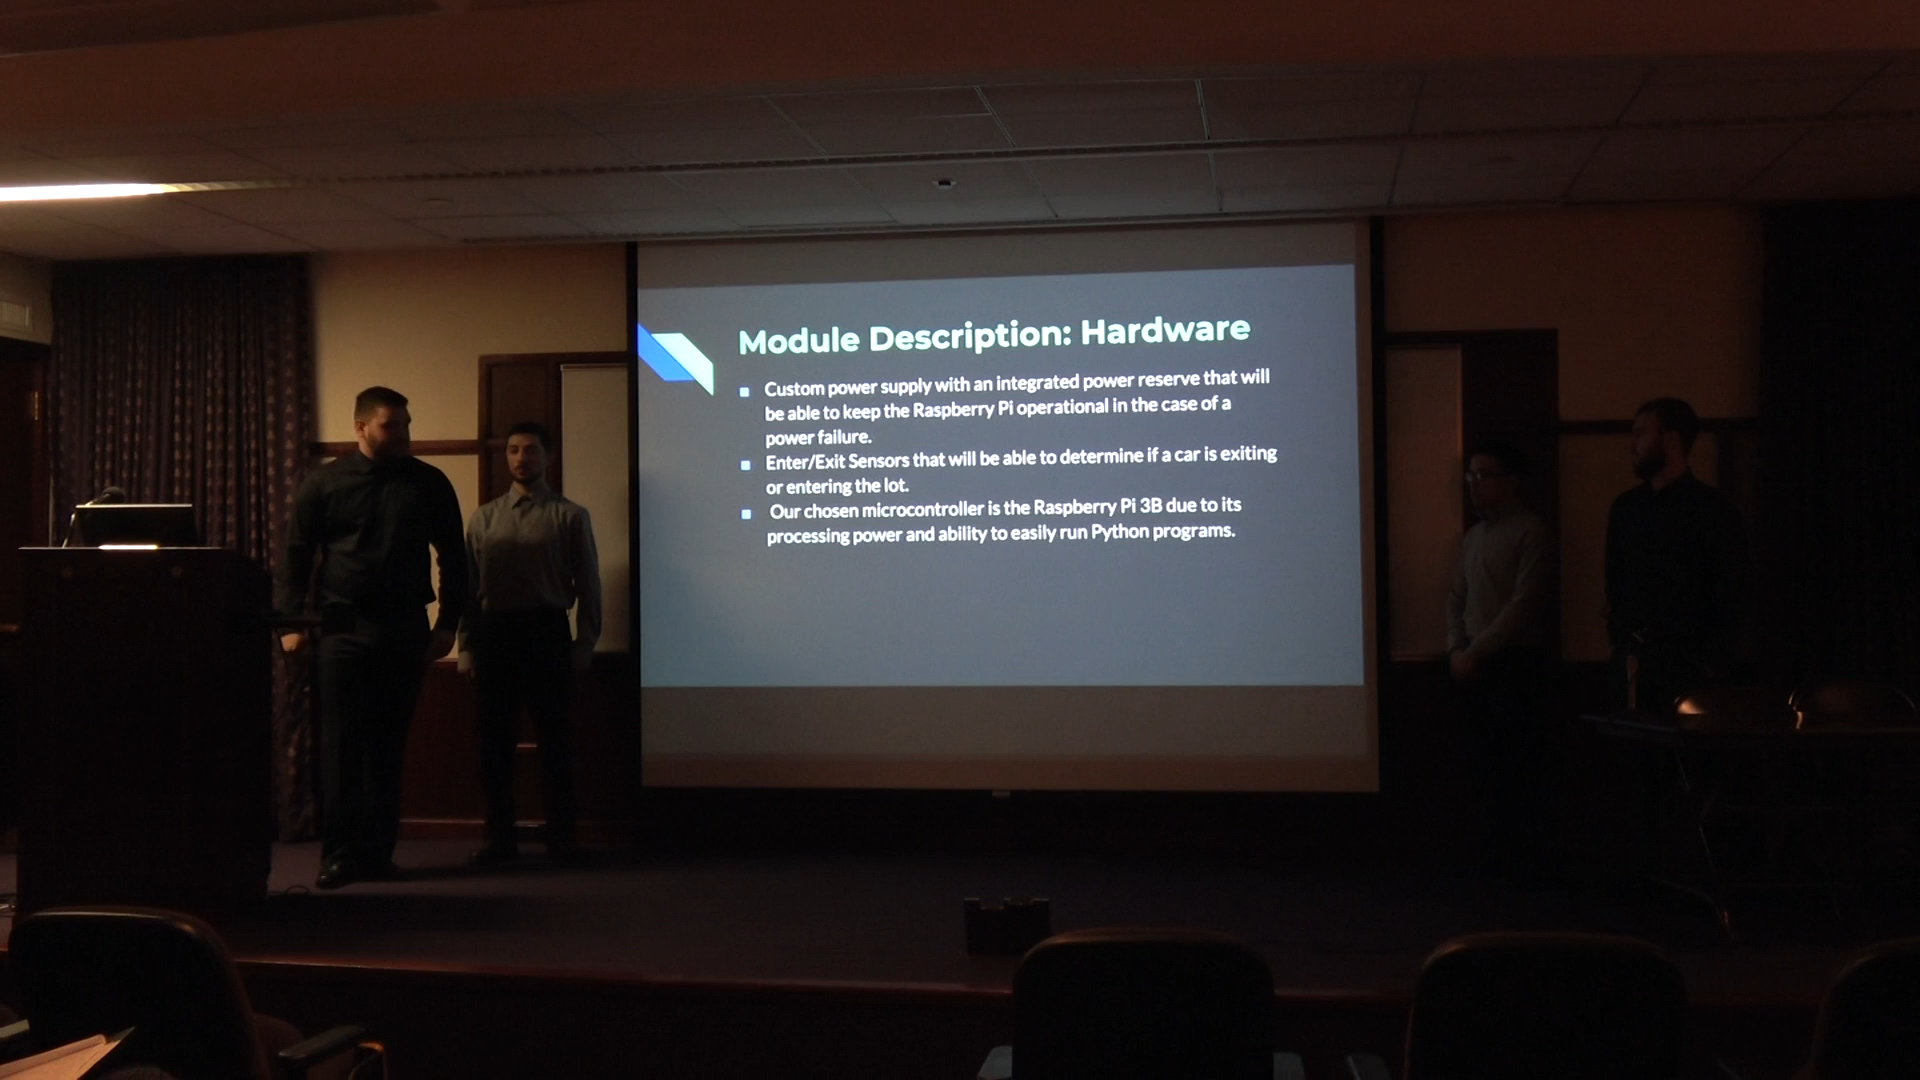 Module Description: Hardware
Custom power supply with an integrated power reserve that will
be able to keep the Raspberry Pi operational in the case of a
power failure.
Enter/Exit Sensors that will be able to determine if a car is exiting
or entering the lot.
Our chosen microcontroller is the Raspberry Pi 3B due to its
processing power and ability to easily run Python programs.